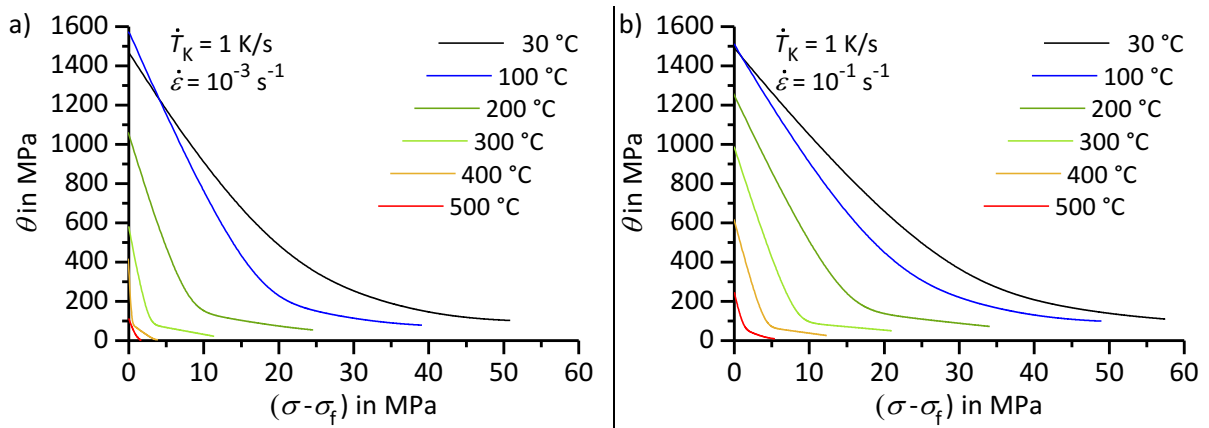 a)
1600
1400
1200
1000
800
600
400
200
0
θ in MPa
Ṫ_K = 1 K/s
ε̇ = 10⁻³ s⁻¹
30 °C
100 °C
200 °C
300 °C
400 °C
500 °C
0 10 20 30 40 50 60
(σ - σ_f) in MPa
b)
1600
1400
1200
1000
800
600
400
200
0
θ in MPa
Ṫ_K = 1 K/s
ε̇ = 10⁻¹ s⁻¹
30 °C
100 °C
200 °C
300 °C
400 °C
500 °C
0 10 20 30 40 50 60
(σ - σ_f) in MPa